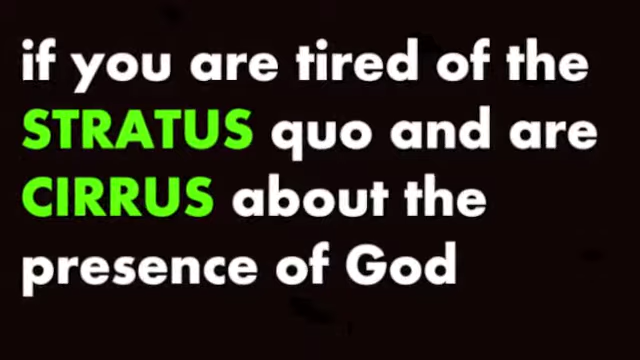 if you are tired of the
STRATUS quo and are
CIRRUS about the
presence of God